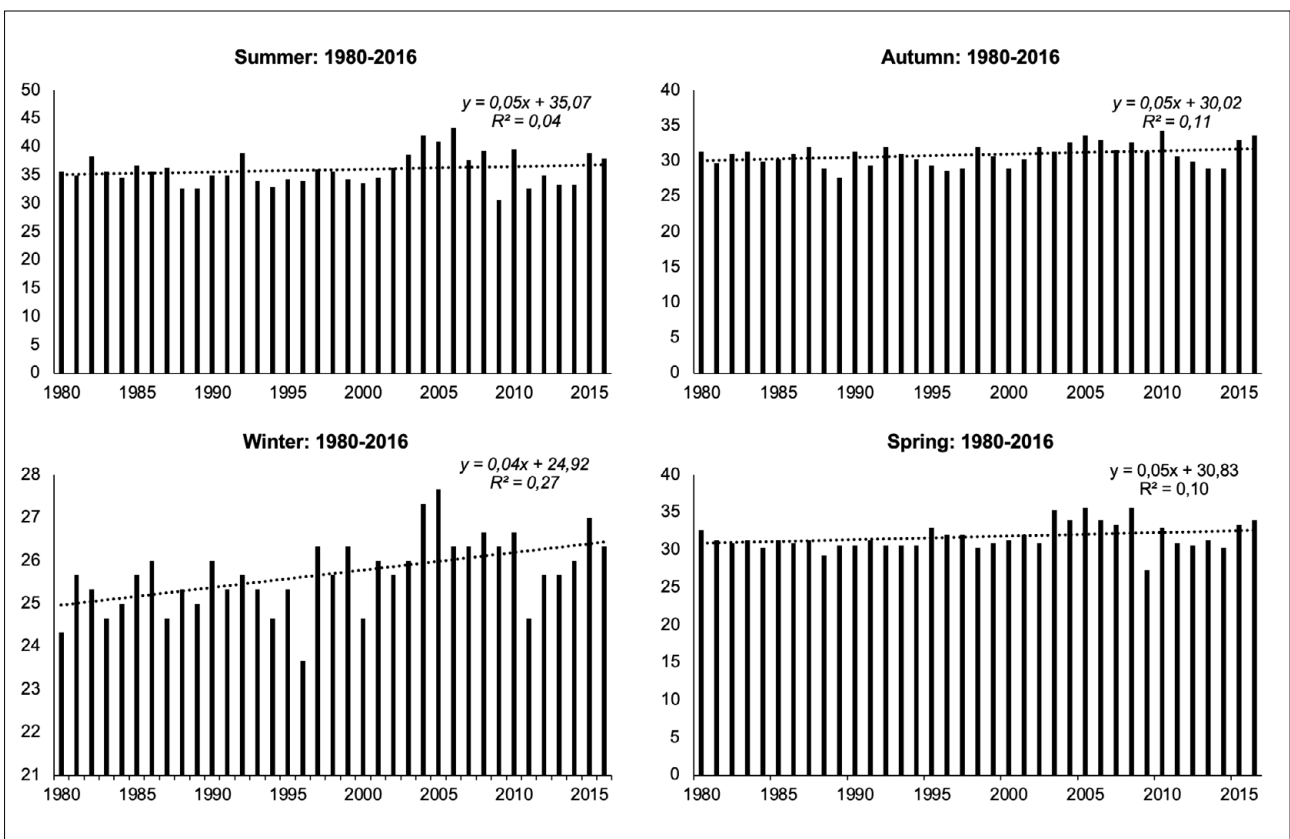 Summer: 1980-2016
y = 0,05x + 35,07
R² = 0,04
50
45
40
35
30
25
20
15
10
5
0
1980 1985 1990 1995 2000 2005 2010 2015
Autumn: 1980-2016
y = 0,05x + 30,02
R² = 0,11
40
35
30
25
20
15
10
5
0
1980 1985 1990 1995 2000 2005 2010 2015
Winter: 1980-2016
y = 0,04x + 24,92
R² = 0,27
28
27
26
25
24
23
22
21
1980 1985 1990 1995 2000 2005 2010 2015
Spring: 1980-2016
y = 0,05x + 30,83
R² = 0,10
40
35
30
25
20
15
10
5
0
1980 1985 1990 1995 2000 2005 2010 2015